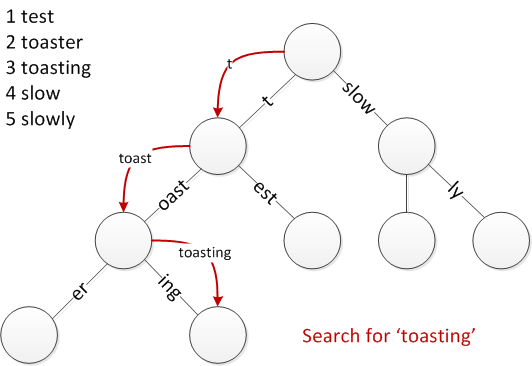 1 test
2 toaster
3 toasting
4 slow
5 slowly
t
t
slow
toast
oast
est
ly
toasting
er
ing
Search for ‘toasting’